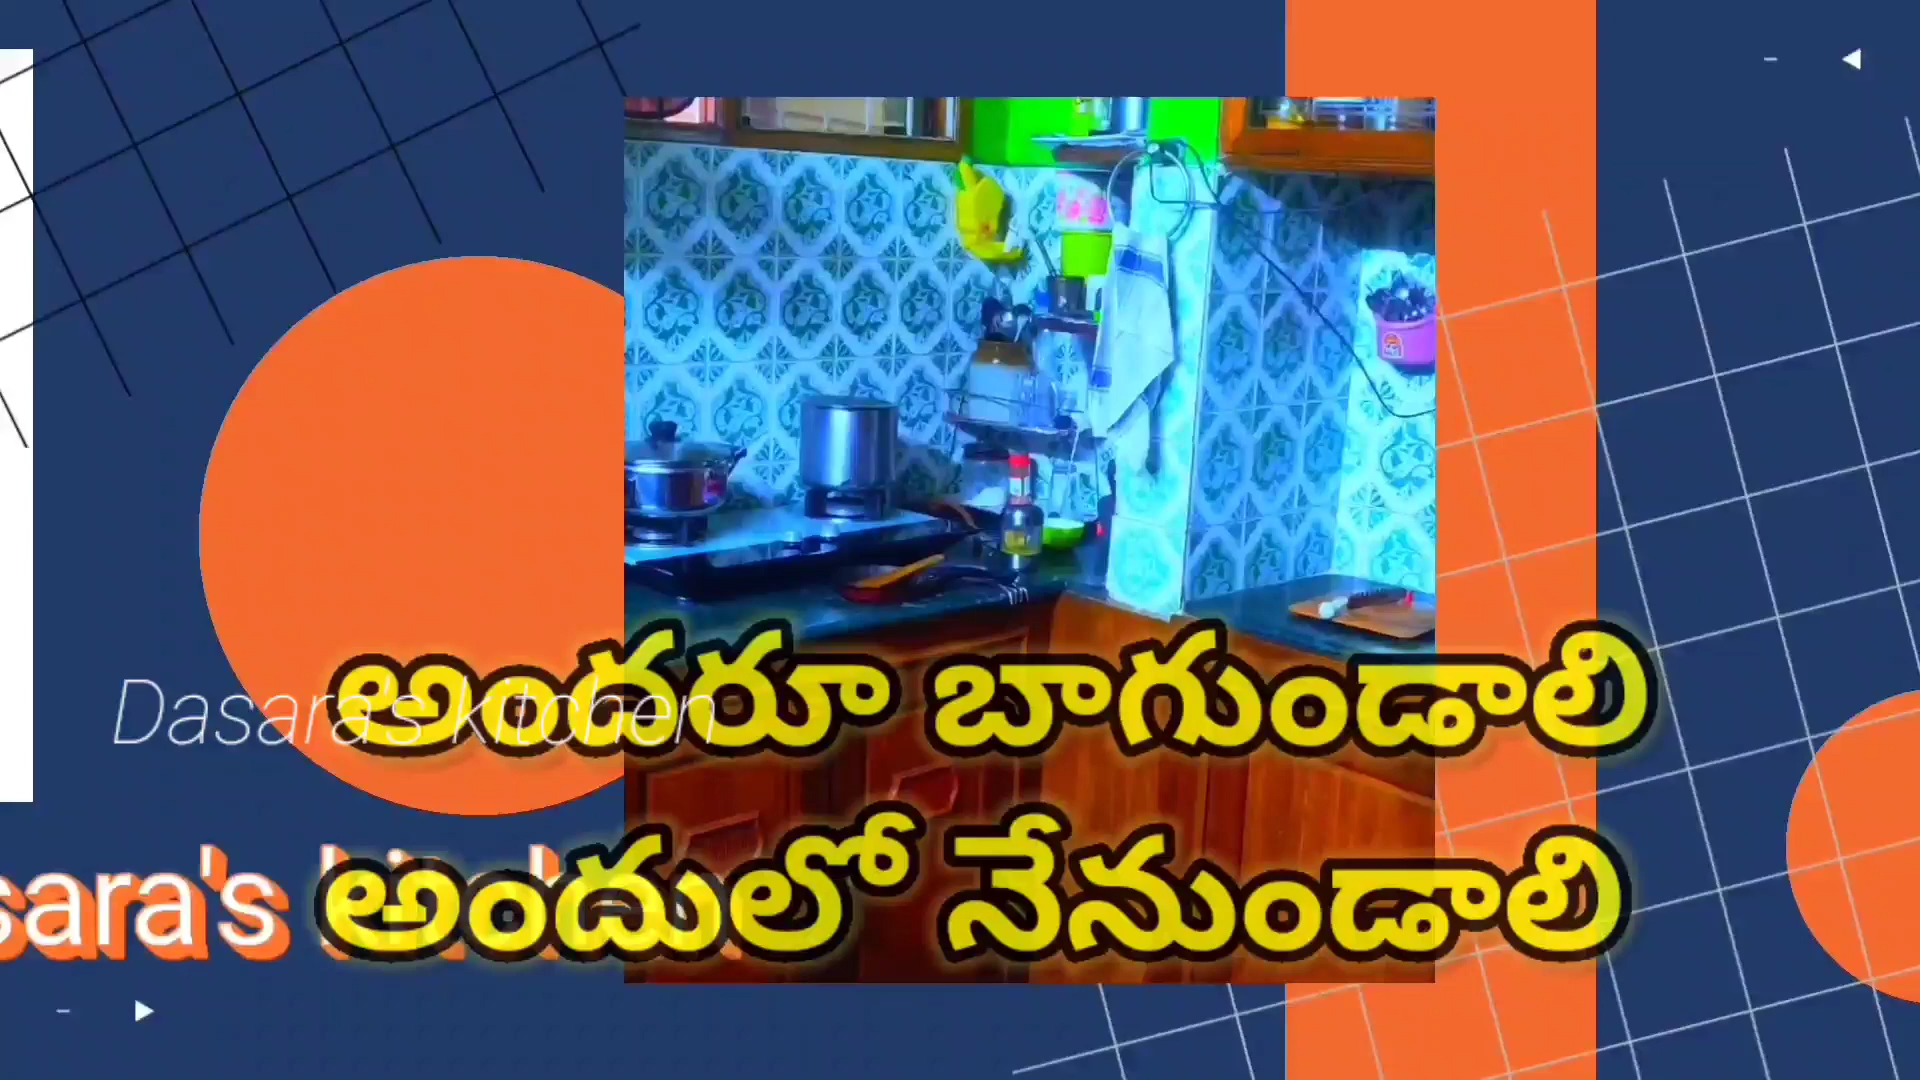 Dasara's kitchen
అందరూ బాగుండాలి
sara's
అందులో నేనుండాలి